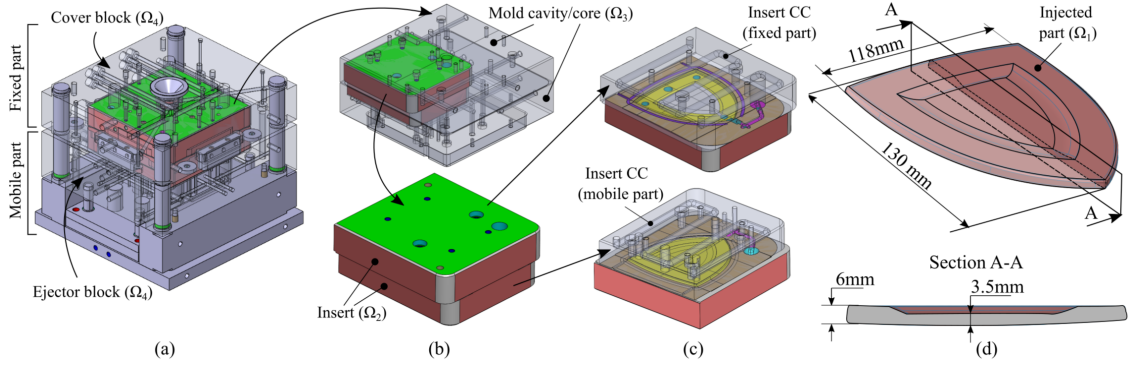 Fixed part
Mobile part
Cover block (Ω₄)
Ejector block (Ω₄)
(a)
Mold cavity/core (Ω₃)
Insert (Ω₂)
(b)
Insert CC
(fixed part)
Insert CC
(mobile part)
(c)
A
118mm
Injected
part (Ω₁)
130 mm
A
Section A-A
6mm
3.5mm
(d)